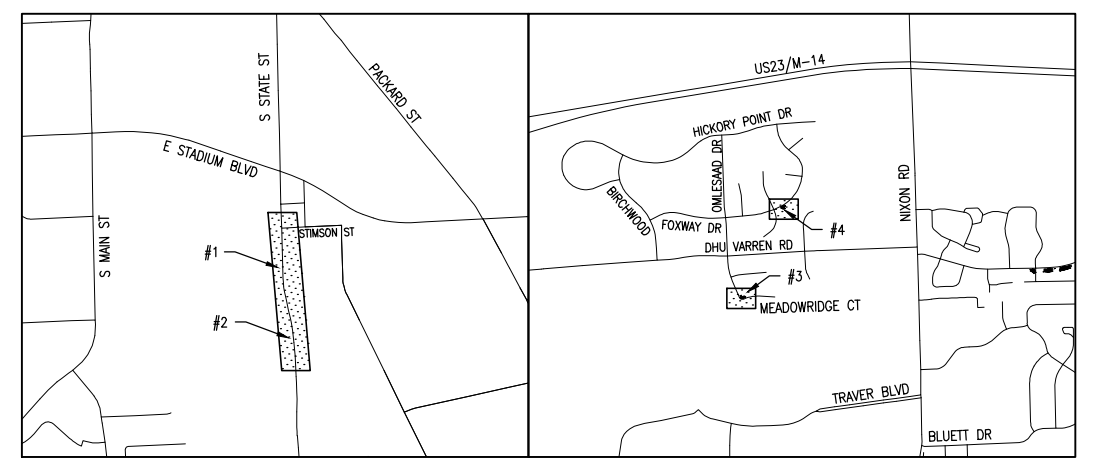 S STATE ST
PACKARD ST
E STADIUM BLVD
S MAIN ST
STIMSON ST
#1
#2
US23/M-14
HICKORY POINT DR
OMLESAAD DR
NIXON RD
BIRCHWOOD
FOXWAY DR
#4
DHU VARREN RD
#3
MEADOWRIDGE CT
TRAVER BLVD
BLUETT DR